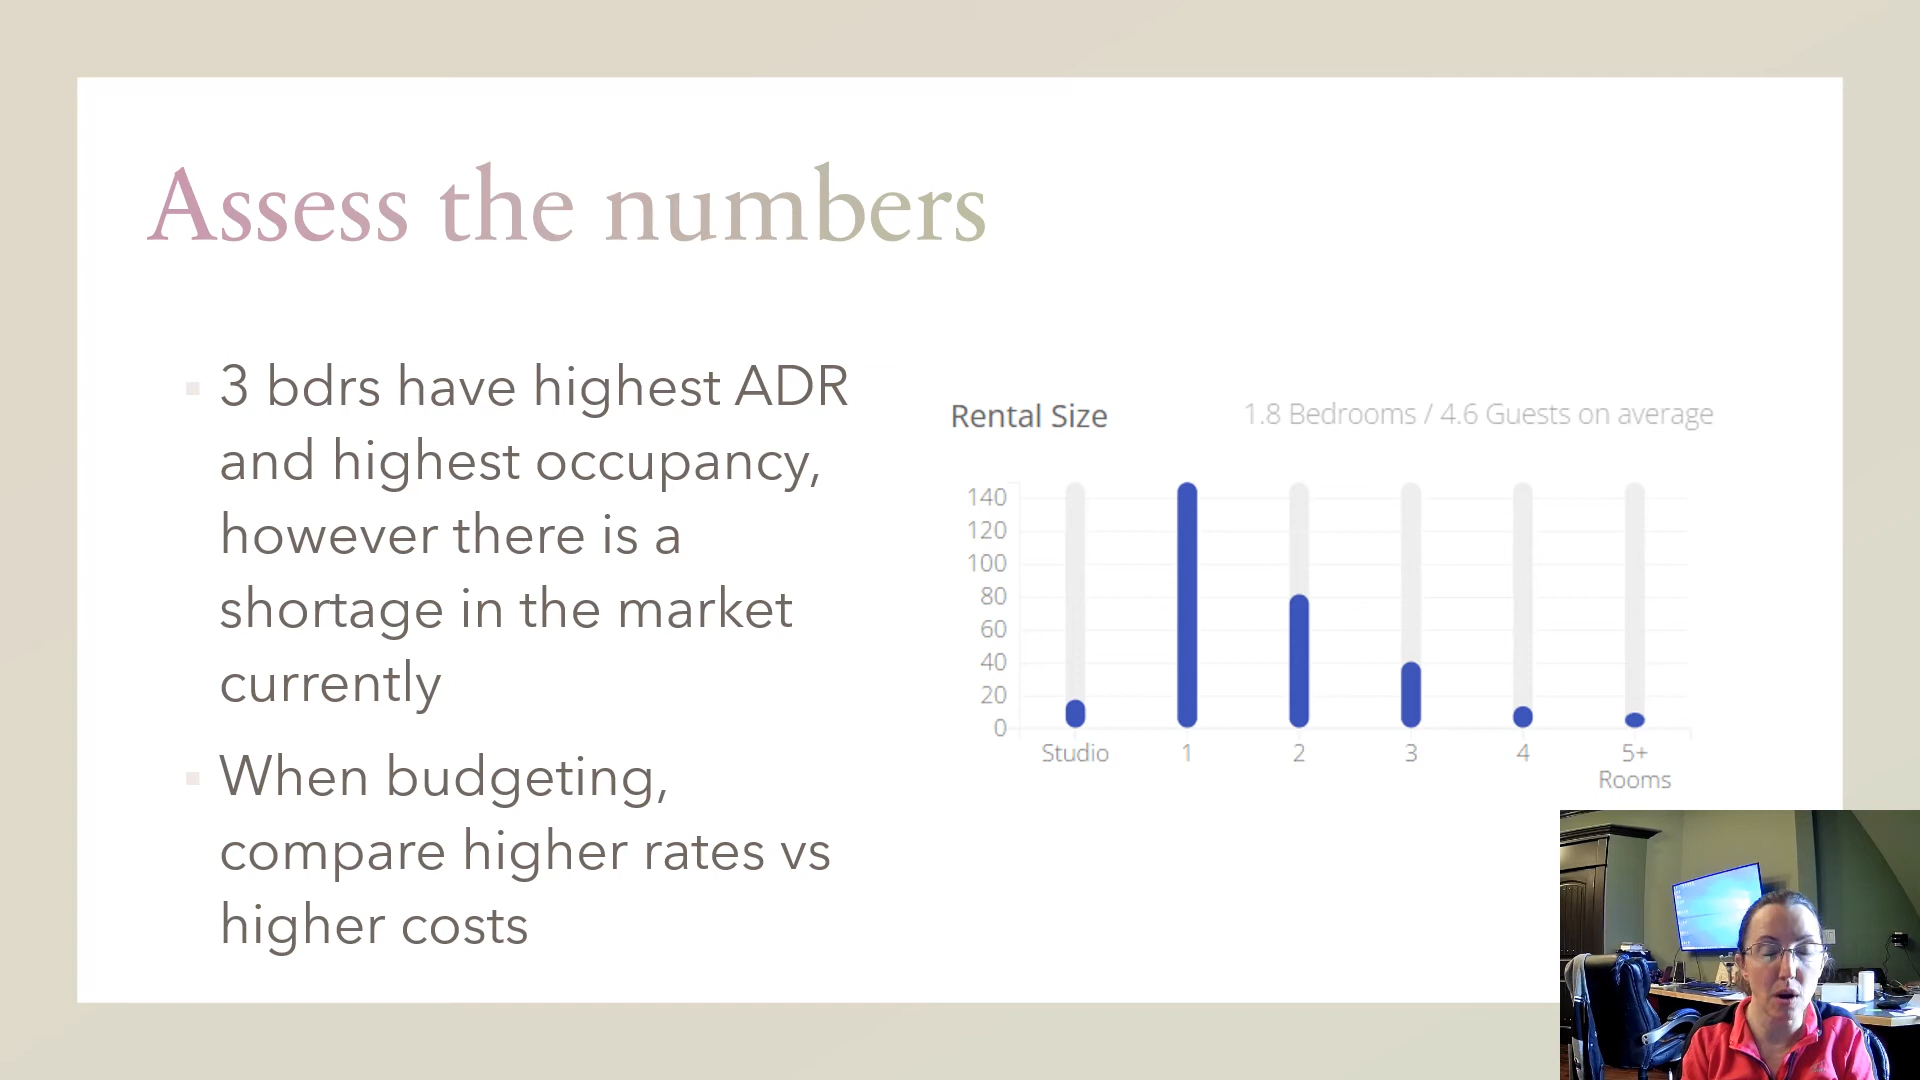 Assess the numbers
3 bdrs have highest ADR
and highest occupancy,
however there is a
shortage in the market
currently
When budgeting,
compare higher rates vs
higher costs
Rental Size
1.8 Bedrooms / 4.6 Guests on average
140
120
100
80
60
40
20
0
Studio 1 2 3 4 5+
Rooms